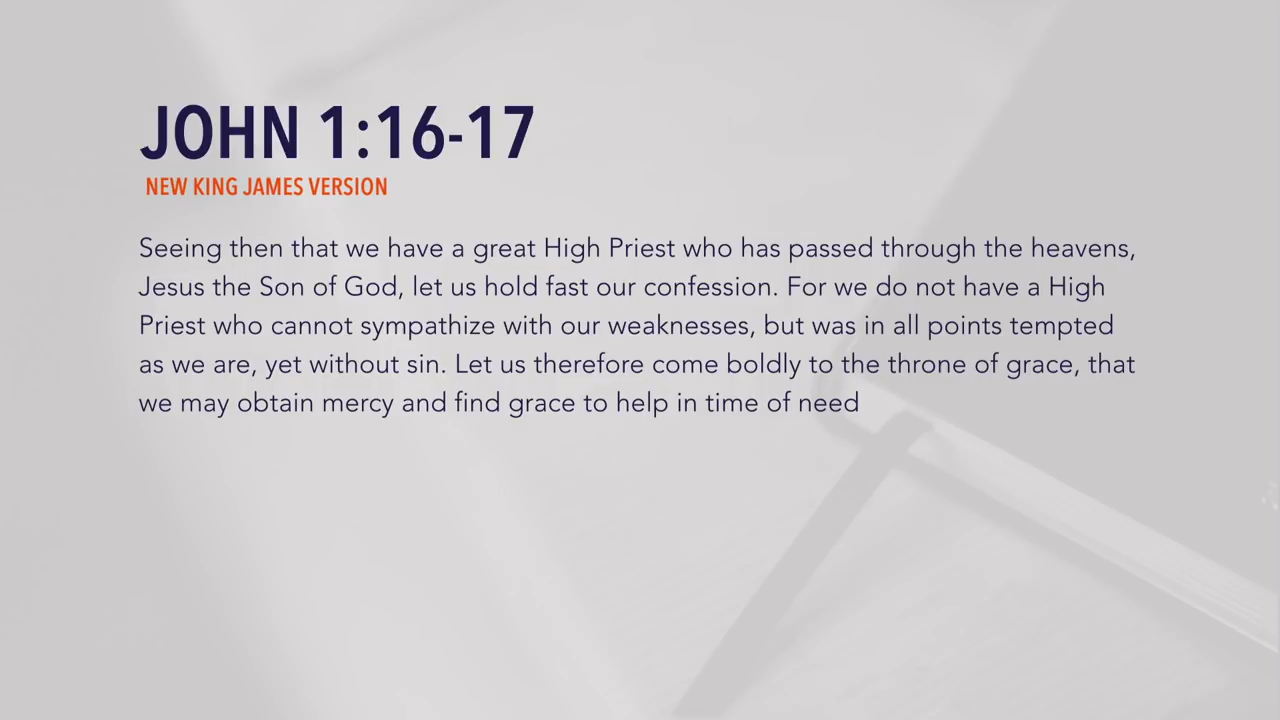 JOHN 1:16-17
NEW KING JAMES VERSION
Seeing then that we have a great High Priest who has passed through the heavens,
Jesus the Son of God, let us hold fast our confession. For we do not have a High
Priest who cannot sympathize with our weaknesses, but was in all points tempted
as we are, yet without sin. Let us therefore come boldly to the throne of grace, that
we may obtain mercy and find grace to help in time of need